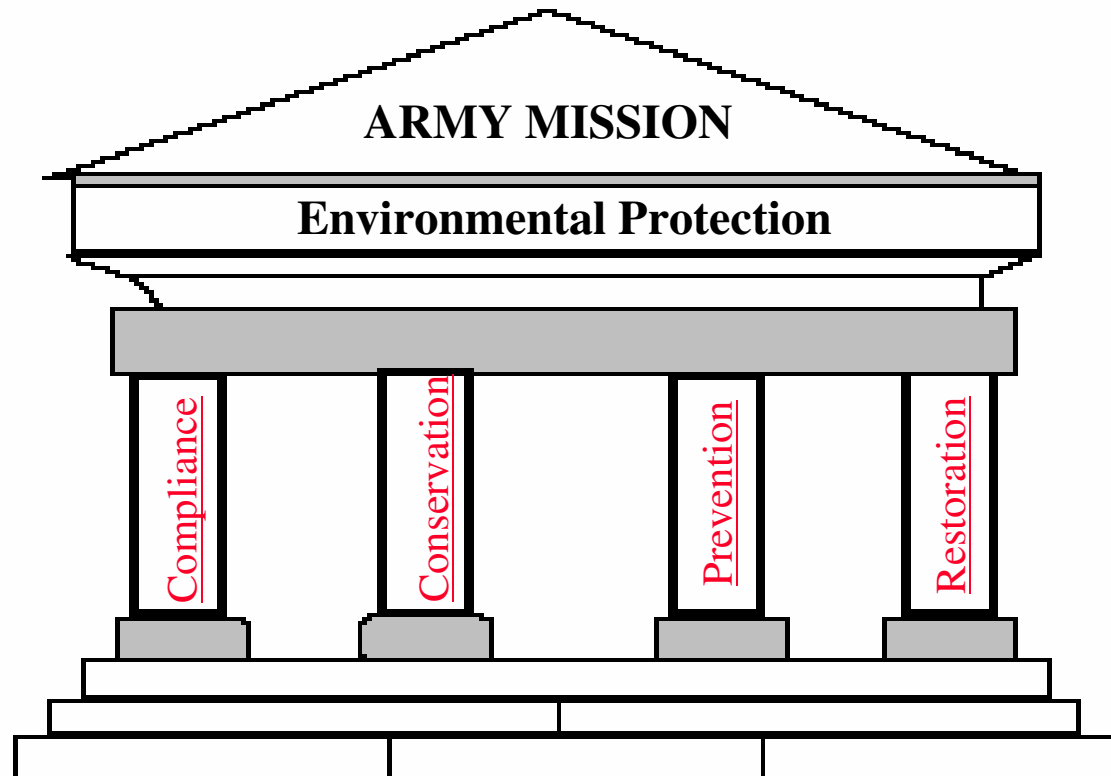 ARMY MISSION
Environmental Protection
Compliance
Conservation
Prevention
Restoration